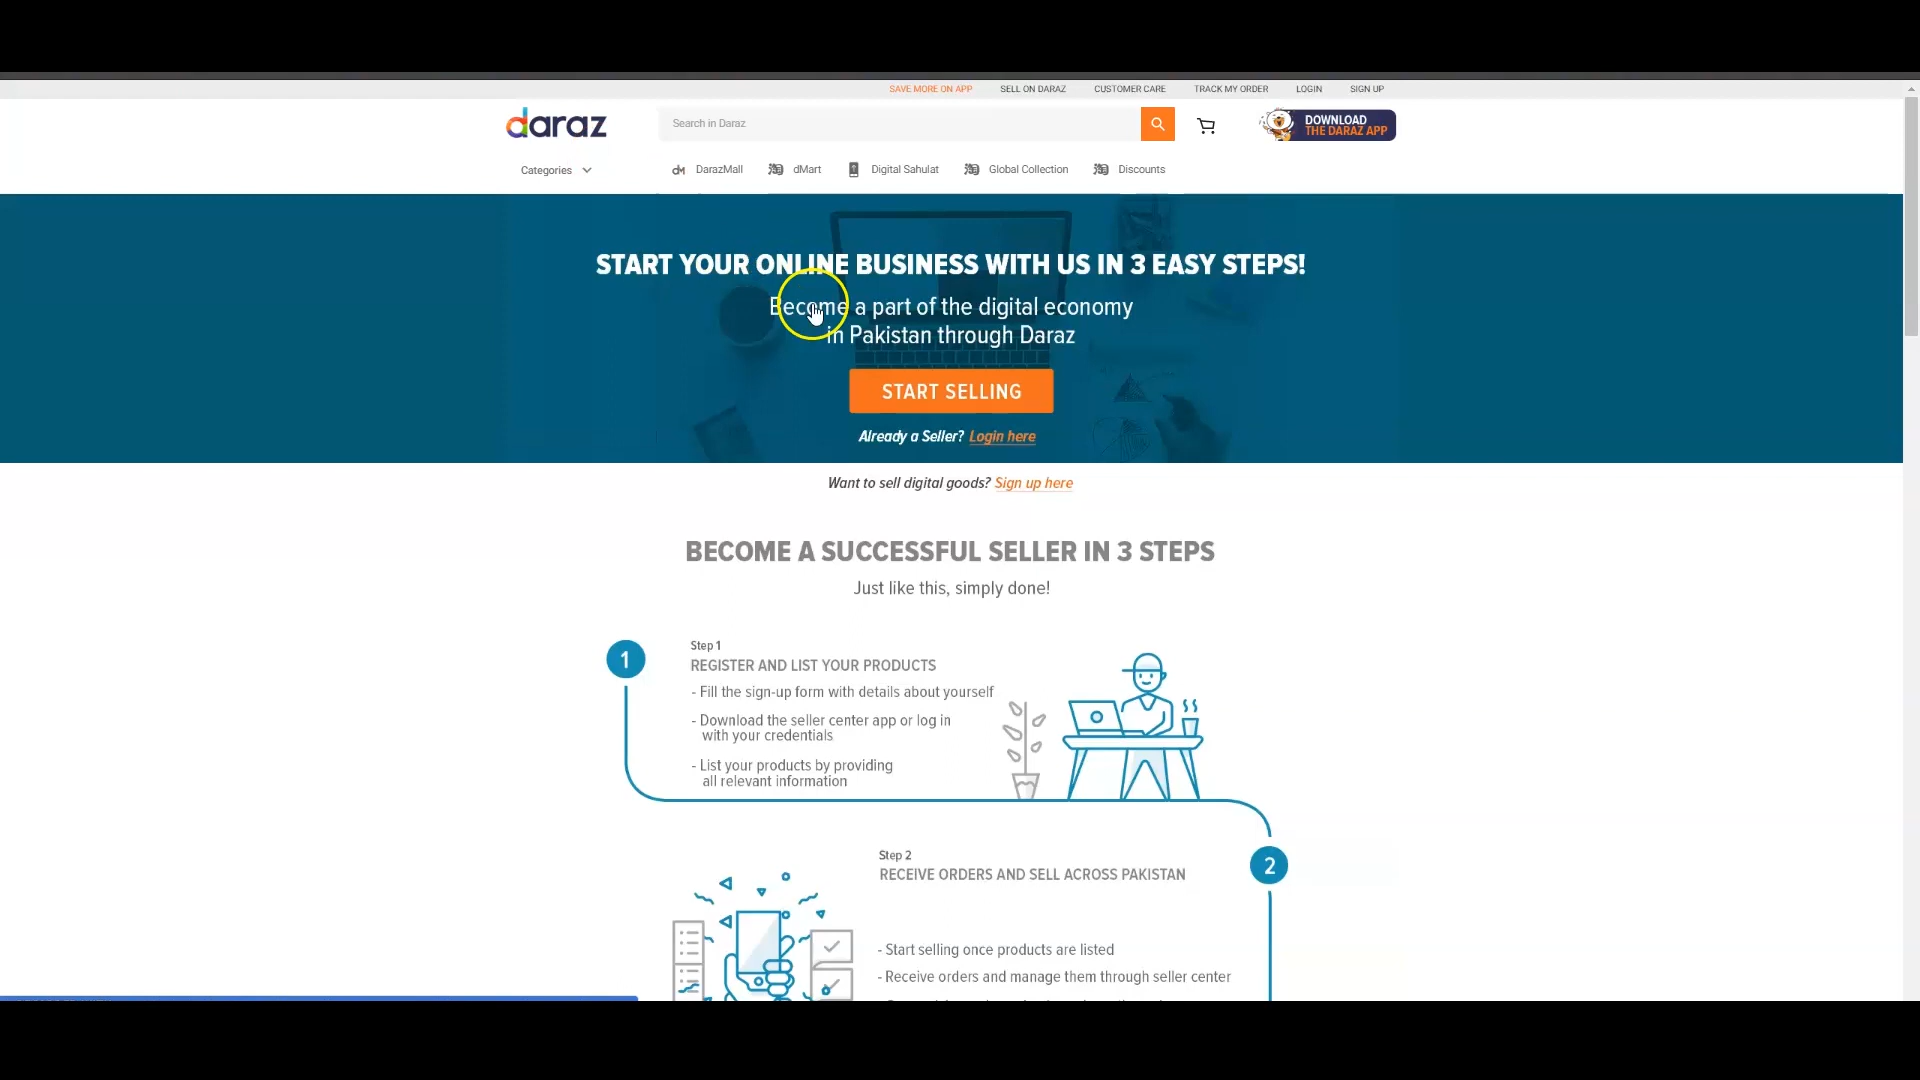 SAVE MORE ON APP SELL ON DARAZ CUSTOMER CARE TRACK MY ORDER LOGIN SIGN UP
daraz
Search in Daraz
DOWNLOAD
THE DARAZ APP
Categories
DarazMall dMart Digital Sahulat Global Collection Discounts
START YOUR ONLINE BUSINESS WITH US IN 3 EASY STEPS!
Become a part of the digital economy
in Pakistan through Daraz
START SELLING
Already a Seller? Login here
Want to sell digital goods? Sign up here
BECOME A SUCCESSFUL SELLER IN 3 STEPS
Just like this, simply done!
1
Step 1
REGISTER AND LIST YOUR PRODUCTS
- Fill the sign-up form with details about yourself
- Download the seller center app or log in
with your credentials
- List your products by providing
all relevant information
2
Step 2
RECEIVE ORDERS AND SELL ACROSS PAKISTAN
- Start selling once products are listed
- Receive orders and manage them through seller center